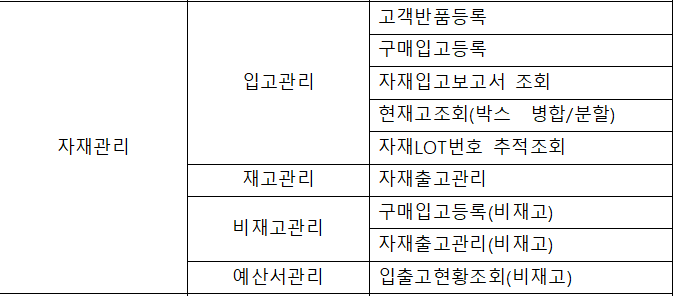 자재관리
입고관리
고객반품등록
구매입고등록
자재입고보고서 조회
현재고조회(박스 병합/분할)
자재LOT번호 추적조회
재고관리
자재출고관리
비재고관리
구매입고등록(비재고)
자재출고관리(비재고)
예산서관리
입출고현황조회(비재고)